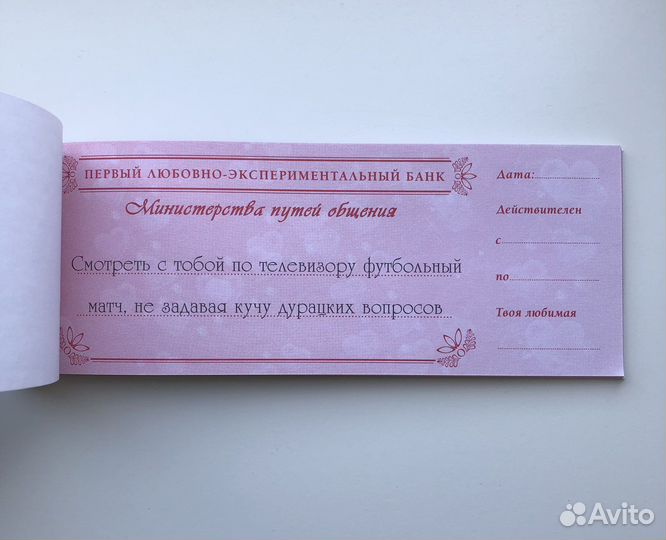 ПЕРВЫЙ ЛЮБОВНО-ЭКСПЕРИМЕНТАЛЬНЫЙ БАНК
Министерства путей общения
Смотреть с тобой по телевизору футбольный
матч, не задавая кучу дурацких вопросов
Дата:
Действителен
с
по
Твоя любимая
Avito